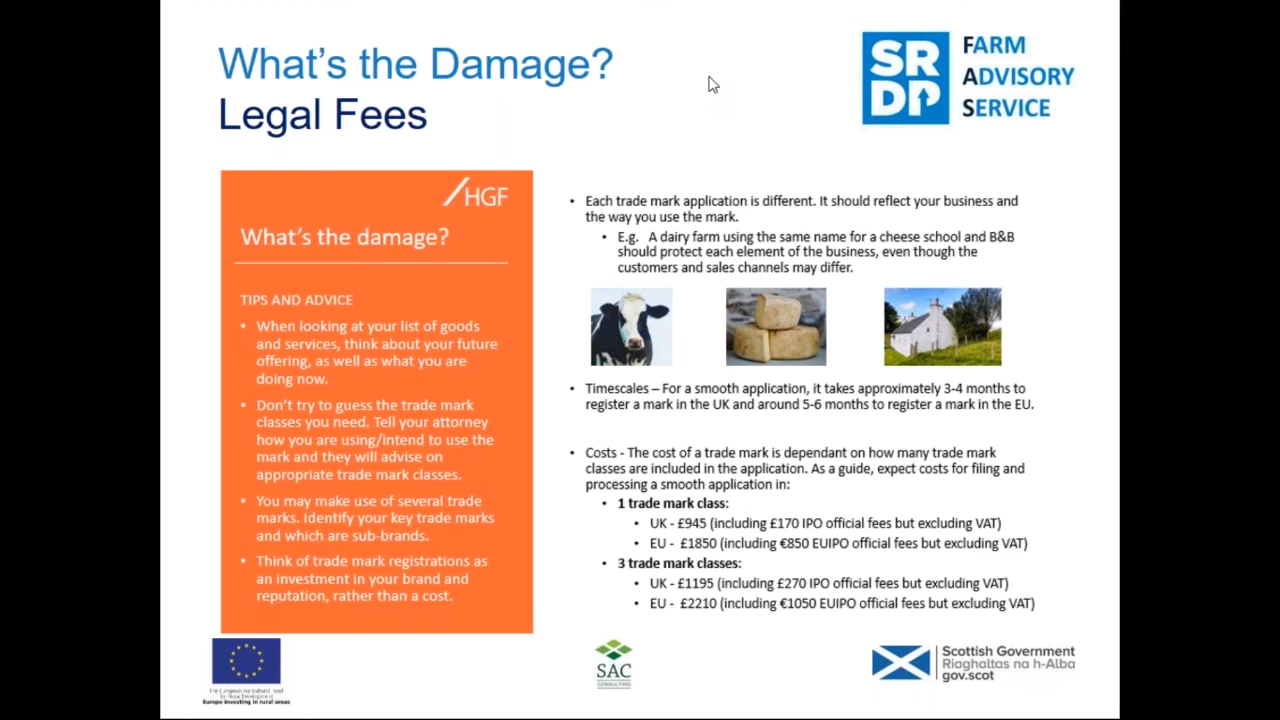 What's the Damage?
Legal Fees
SR
DP
FARM
ADVISORY
SERVICE
HGF
What's the damage?
TIPS AND ADVICE
• When looking at your list of goods
and services, think about your future
offering, as well as what you are
doing now.
• Don't try to guess the trade mark
classes you need. Tell your attorney
how you are using/intend to use the
mark and they will advise on
appropriate trade mark classes.
• You may make use of several trade
marks. Identify your key trade marks
and which are sub-brands.
• Think of trade mark registrations as
an investment in your brand and
reputation, rather than a cost.
• Each trade mark application is different. It should reflect your business and
the way you use the mark.
• E.g. A dairy farm using the same name for a cheese school and B&B
should protect each element of the business, even though the
customers and sales channels may differ.
• Timescales – For a smooth application, it takes approximately 3-4 months to
register a mark in the UK and around 5-6 months to register a mark in the EU.
• Costs - The cost of a trade mark is dependant on how many trade mark
classes are included in the application. As a guide, expect costs for filing and
processing a smooth application in:
• 1 trade mark class:
• UK - £945 (including £170 IPO official fees but excluding VAT)
• EU - £1850 (including €850 EUIPO official fees but excluding VAT)
• 3 trade mark classes:
• UK - £1195 (including £270 IPO official fees but excluding VAT)
• EU - £2210 (including €1050 EUIPO official fees but excluding VAT)
The European Agricultural Fund
for Rural Development
Europe investing in rural areas
SAC
CONSULTING
Scottish Government
Riaghaltas na h-Alba
gov.scot